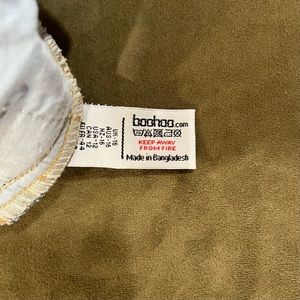 boohoo.com
KEEP AWAY
FROM FIRE
Made in Bangladesh
UK-16
AUS-16
NZ-16
USA-12
CAN 12
EUR-44